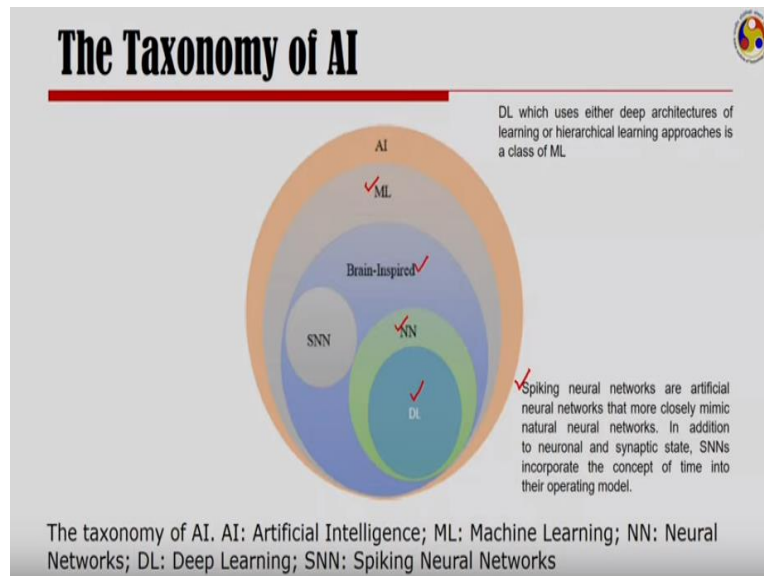 The Taxonomy of AI
DL which uses either deep architectures of
learning or hierarchical learning approaches is
a class of ML
AI
ML
Brain-Inspired
SNN
NN
DL
Spiking neural networks are artificial
neural networks that more closely mimic
natural neural networks. In addition
to neuronal and synaptic state, SNNs
incorporate the concept of time into
their operating model.
The taxonomy of AI. AI: Artificial Intelligence; ML: Machine Learning; NN: Neural
Networks; DL: Deep Learning; SNN: Spiking Neural Networks